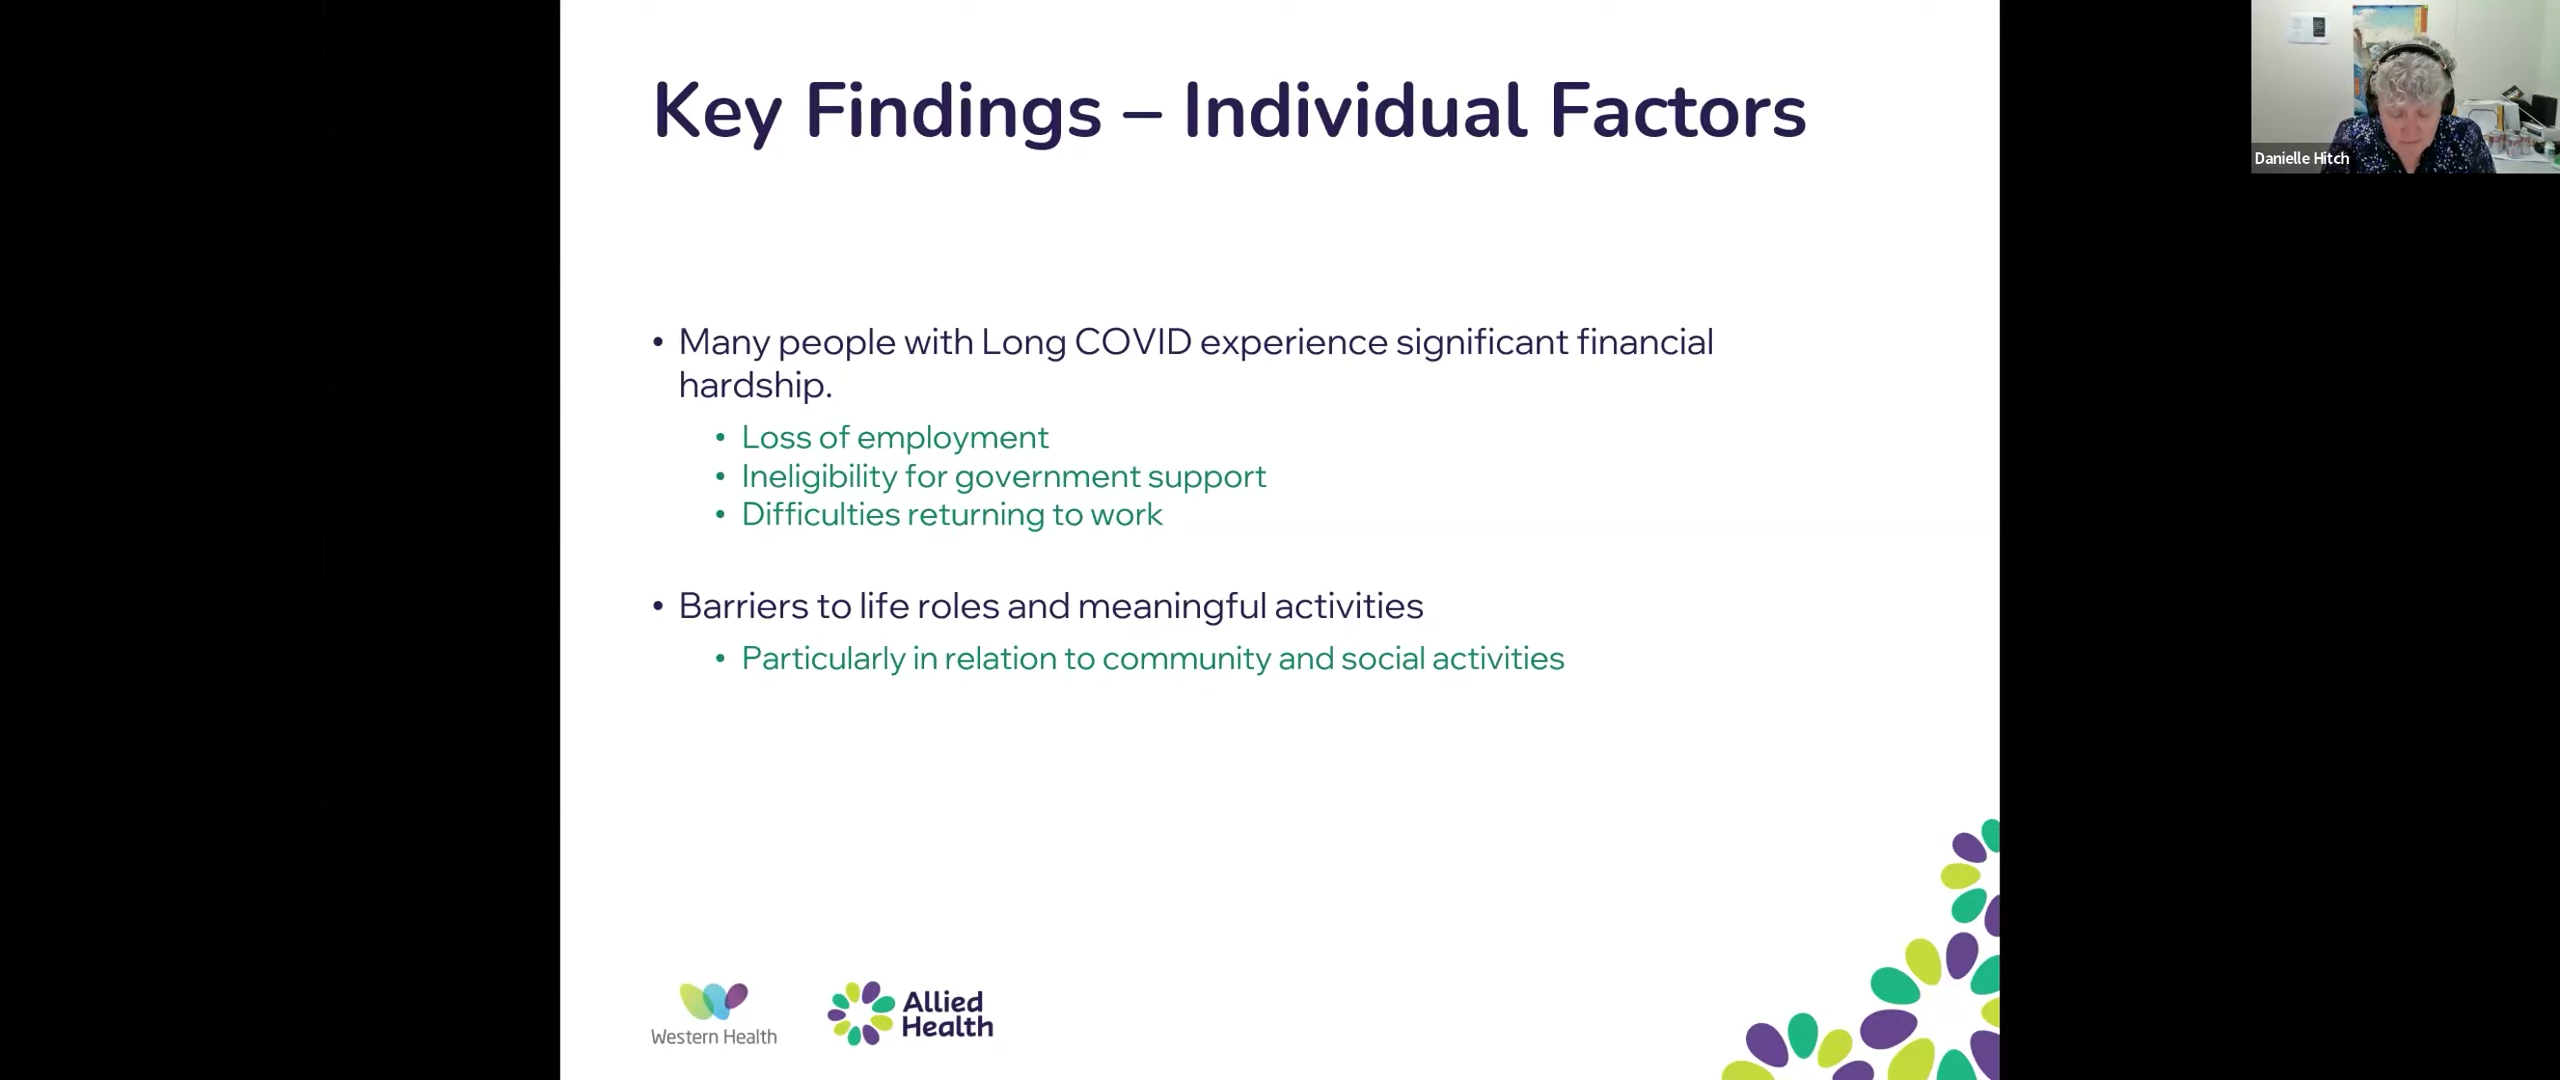 Key Findings – Individual Factors
• Many people with Long COVID experience significant financial
hardship.
• Loss of employment
• Ineligibility for government support
• Difficulties returning to work
• Barriers to life roles and meaningful activities
• Particularly in relation to community and social activities
Western Health
Allied
Health
Danielle Hitch